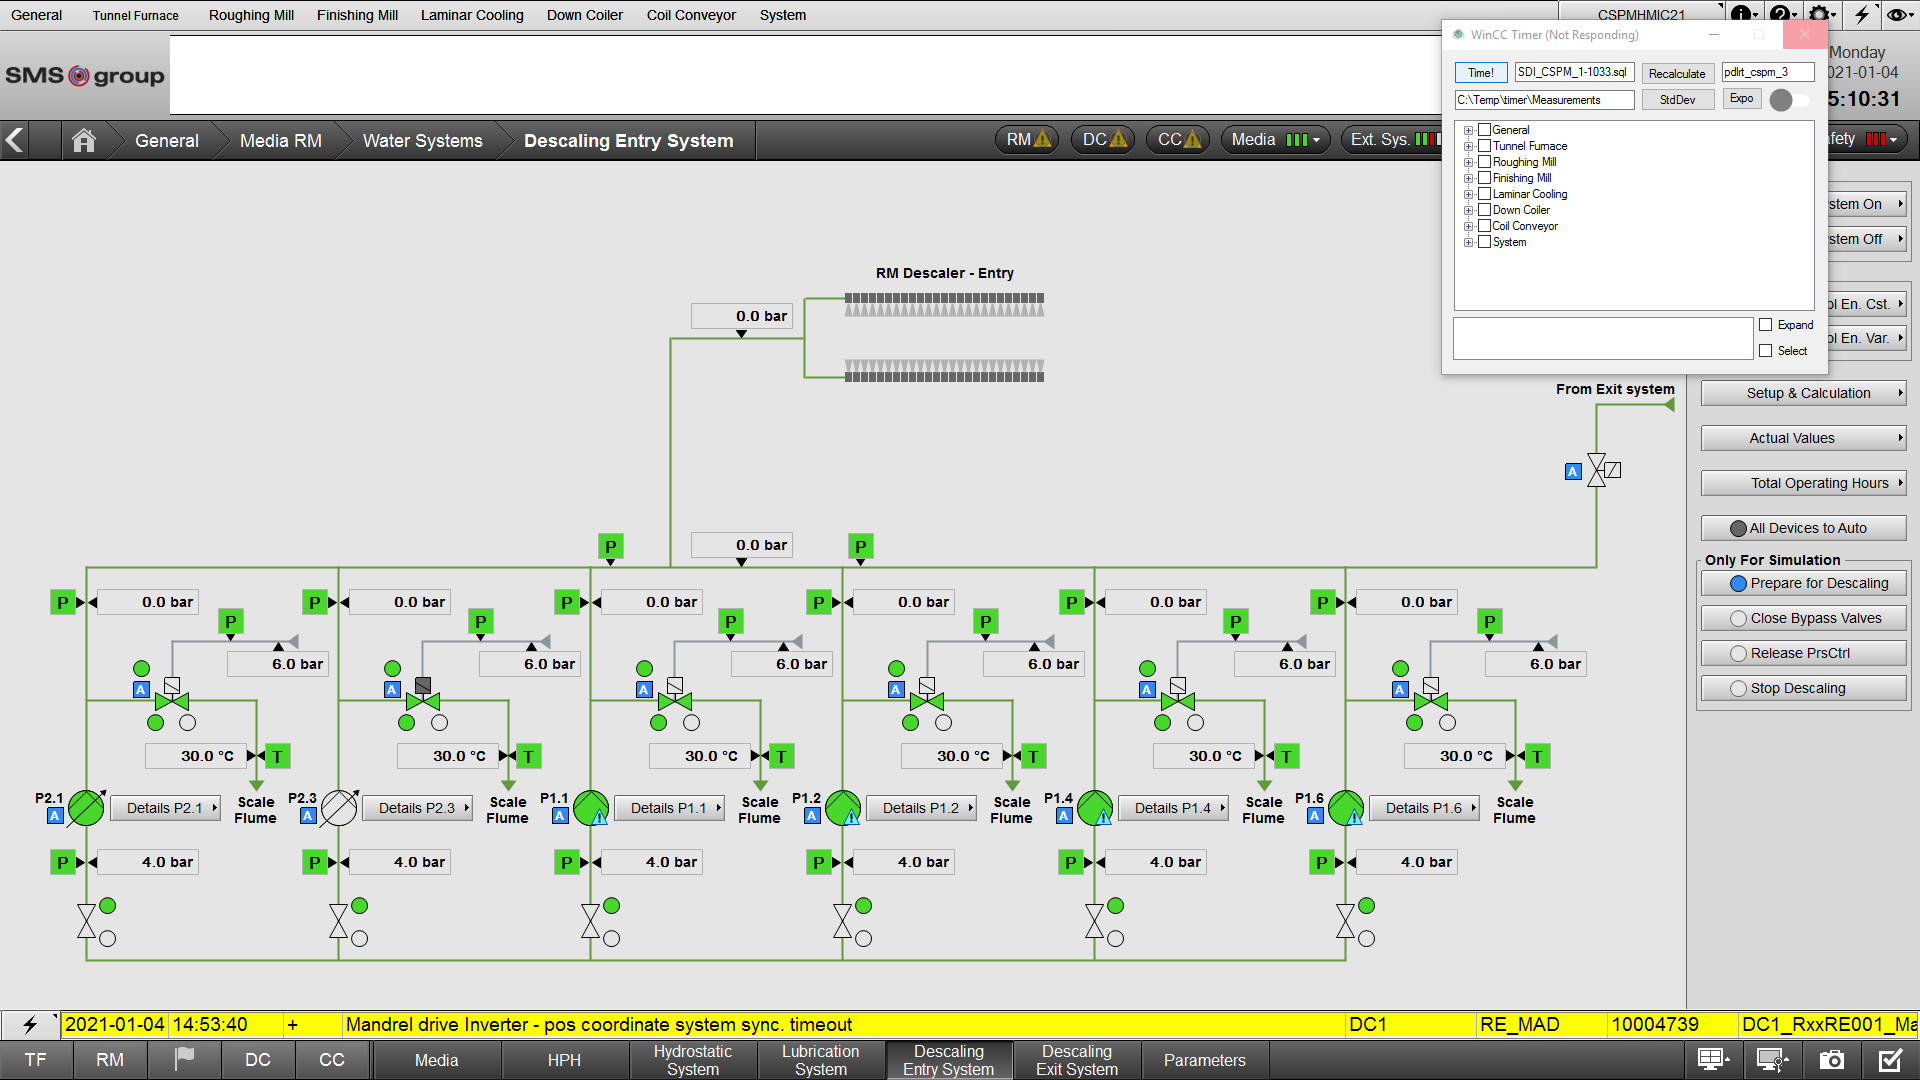 General Tunnel Furnace Roughing Mill Finishing Mill Laminar Cooling Down Coiler Coil Conveyor System CSPMHMIC21
SMS group
WinCC Timer (Not Responding)
Monday
021-01-04
5:10:31
Time! SDI_CSPM_1-1033.sql Recalculate pdlrt_cspm_3
C:\Temp\timer\Measurements StdDev Expo
General
Tunnel Furnace
Roughing Mill
Finishing Mill
Laminar Cooling
Down Coiler
Coil Conveyor
System
Expand
Select
General Media RM Water Systems Descaling Entry System RM DC CC Media Ext. Sys. fety
stem On
stem Off
ol En. Cst.
ol En. Var.
Setup & Calculation
Actual Values
Total Operating Hours
All Devices to Auto
Only For Simulation
Prepare for Descaling
Close Bypass Valves
Release PrsCtrl
Stop Descaling
RM Descaler - Entry
0.0 bar
From Exit system
A
P 0.0 bar P
P 0.0 bar P 0.0 bar P 0.0 bar P 0.0 bar P 0.0 bar P 0.0 bar
P P P P P P
6.0 bar 6.0 bar 6.0 bar 6.0 bar 6.0 bar 6.0 bar
A A A A A A
30.0 °C T 30.0 °C T 30.0 °C T 30.0 °C T 30.0 °C T 30.0 °C T
P2.1 A Details P2.1 Scale Flume P2.3 A Details P2.3 Scale Flume P1.1 A Details P1.1 Scale Flume P1.2 A Details P1.2 Scale Flume P1.4 A Details P1.4 Scale Flume P1.6 A Details P1.6 Scale Flume
P 4.0 bar P 4.0 bar P 4.0 bar P 4.0 bar P 4.0 bar P 4.0 bar
2021-01-04 14:53:40 + Mandrel drive Inverter - pos coordinate system sync. timeout DC1 RE_MAD 10004739 DC1_RxxRE001_Ma
TF RM DC CC Media HPH Hydrostatic System Lubrication System Descaling Entry System Descaling Exit System Parameters